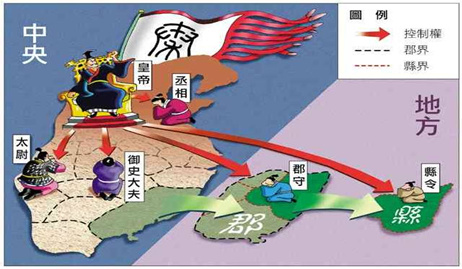 圖例
控制權
郡界
縣界
中央
秦
皇帝
丞相
地方
太尉
御史大夫
郡守
縣令
郡
縣